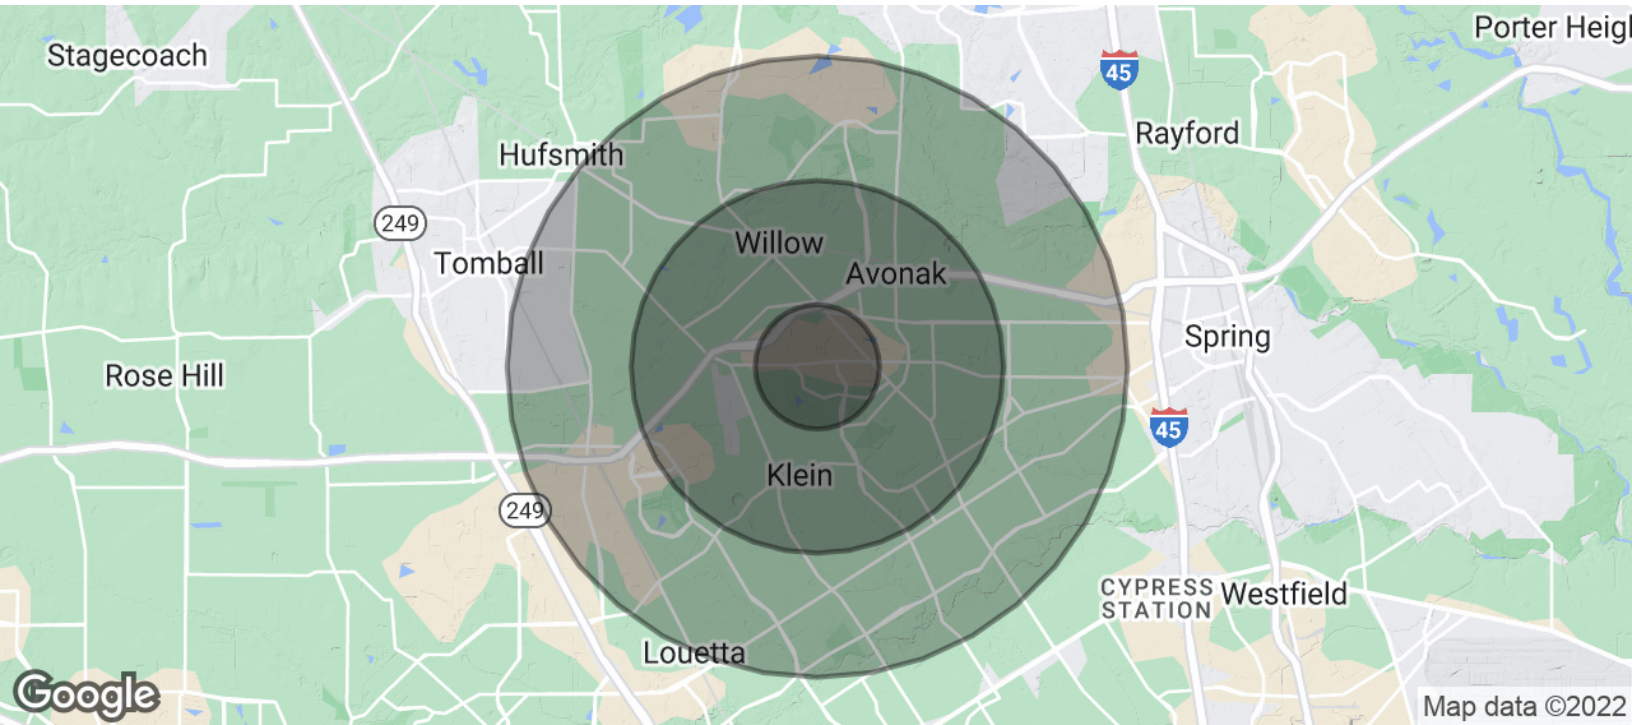 Stagecoach
Porter Heigl
45
Rayford
Hufsmith
249
Willow
Tomball
Avonak
Spring
Rose Hill
45
Klein
249
CYPRESS
STATION
Westfield
Louetta
Google
Map data ©2022